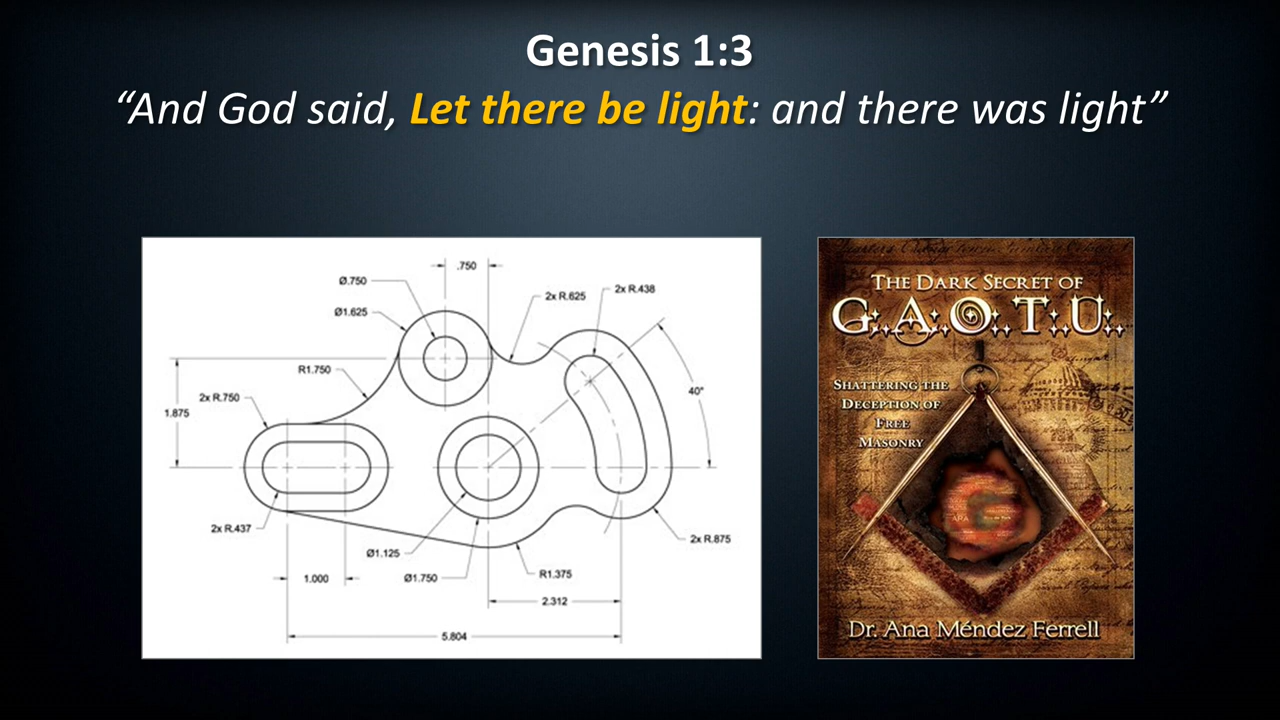 Genesis 1:3
“And God said, Let there be light: and there was light”
.750
Ø.750
2x R.438
2x R.625
Ø1.625
R1.750
40°
2x R.750
1.875
2x R.437
2x R.875
Ø1.125
Ø1.750
R1.375
1.000
2.312
5.804
THE DARK SECRET OF
G.:.A.:.O.:.T.:.U.:.
SHATTERING THE
DECEPTION OF
FREE
MASONRY
G
Dr. Ana Méndez Ferrell